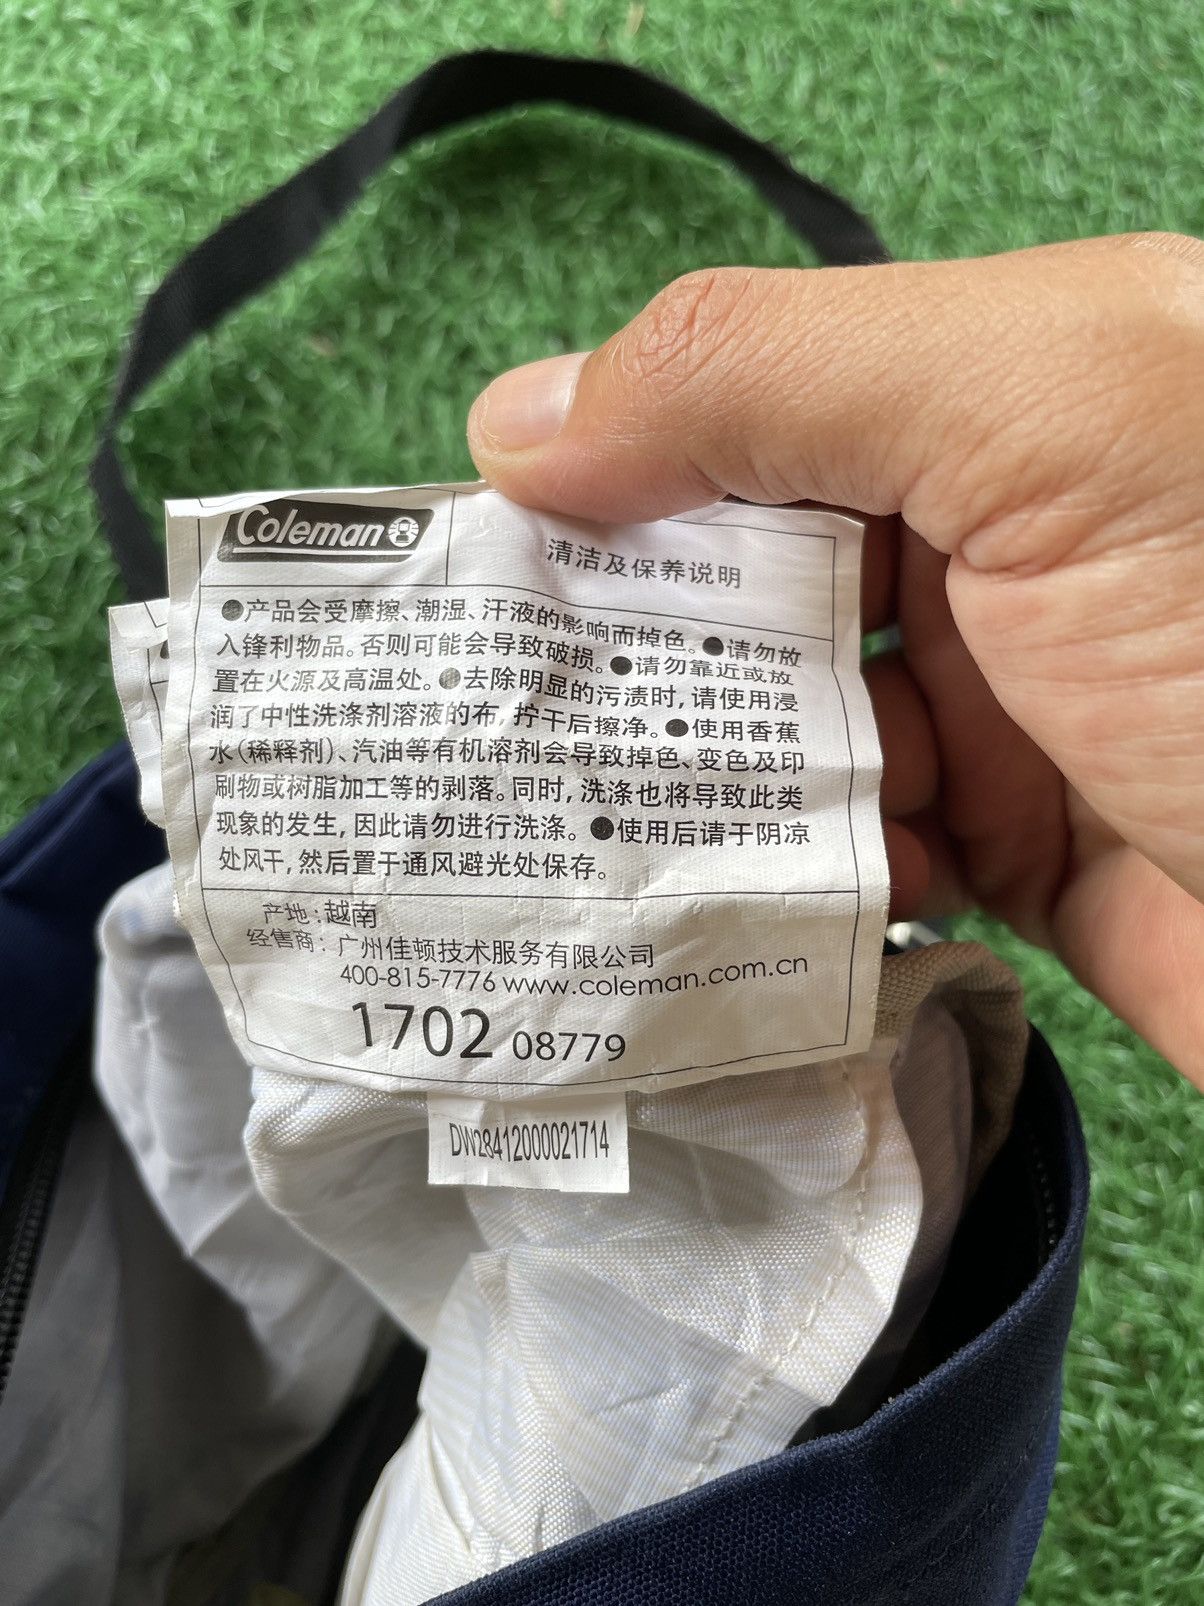 Coleman
清洁及保养说明
●产品会受摩擦、潮湿、汗液的影响而掉色。●请勿放
入锋利物品。否则可能会导致破损。●请勿靠近或放
置在火源及高温处。●去除明显的污渍时,请使用浸
润了中性洗涤剂溶液的布,拧干后擦净。●使用香蕉
水(稀释剂)、汽油等有机溶剂会导致掉色、变色及印
刷物或树脂加工等的剥落。同时,洗涤也将导致此类
现象的发生,因此请勿进行洗涤。●使用后请于阴凉
处风干,然后置于通风避光处保存。
产地:越南
经售商:广州佳顿技术服务有限公司
400-815-7776 www.coleman.com.cn
1702 08779
DW28412000021714